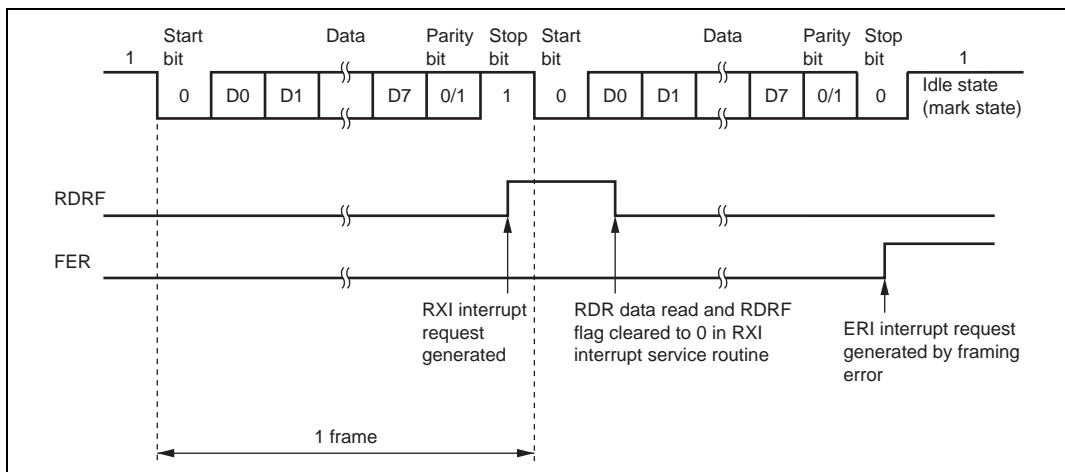 1
Start
bit
Data
Parity
bit
Stop
bit
Start
bit
Data
Parity
bit
Stop
bit
1
0 D0 D1 D7 0/1 1 0 D0 D1 D7 0/1 0
Idle state
(mark state)
RDRF
FER
RXI interrupt
request
generated
RDR data read and RDRF
flag cleared to 0 in RXI
interrupt service routine
ERI interrupt request
generated by framing
error
1 frame